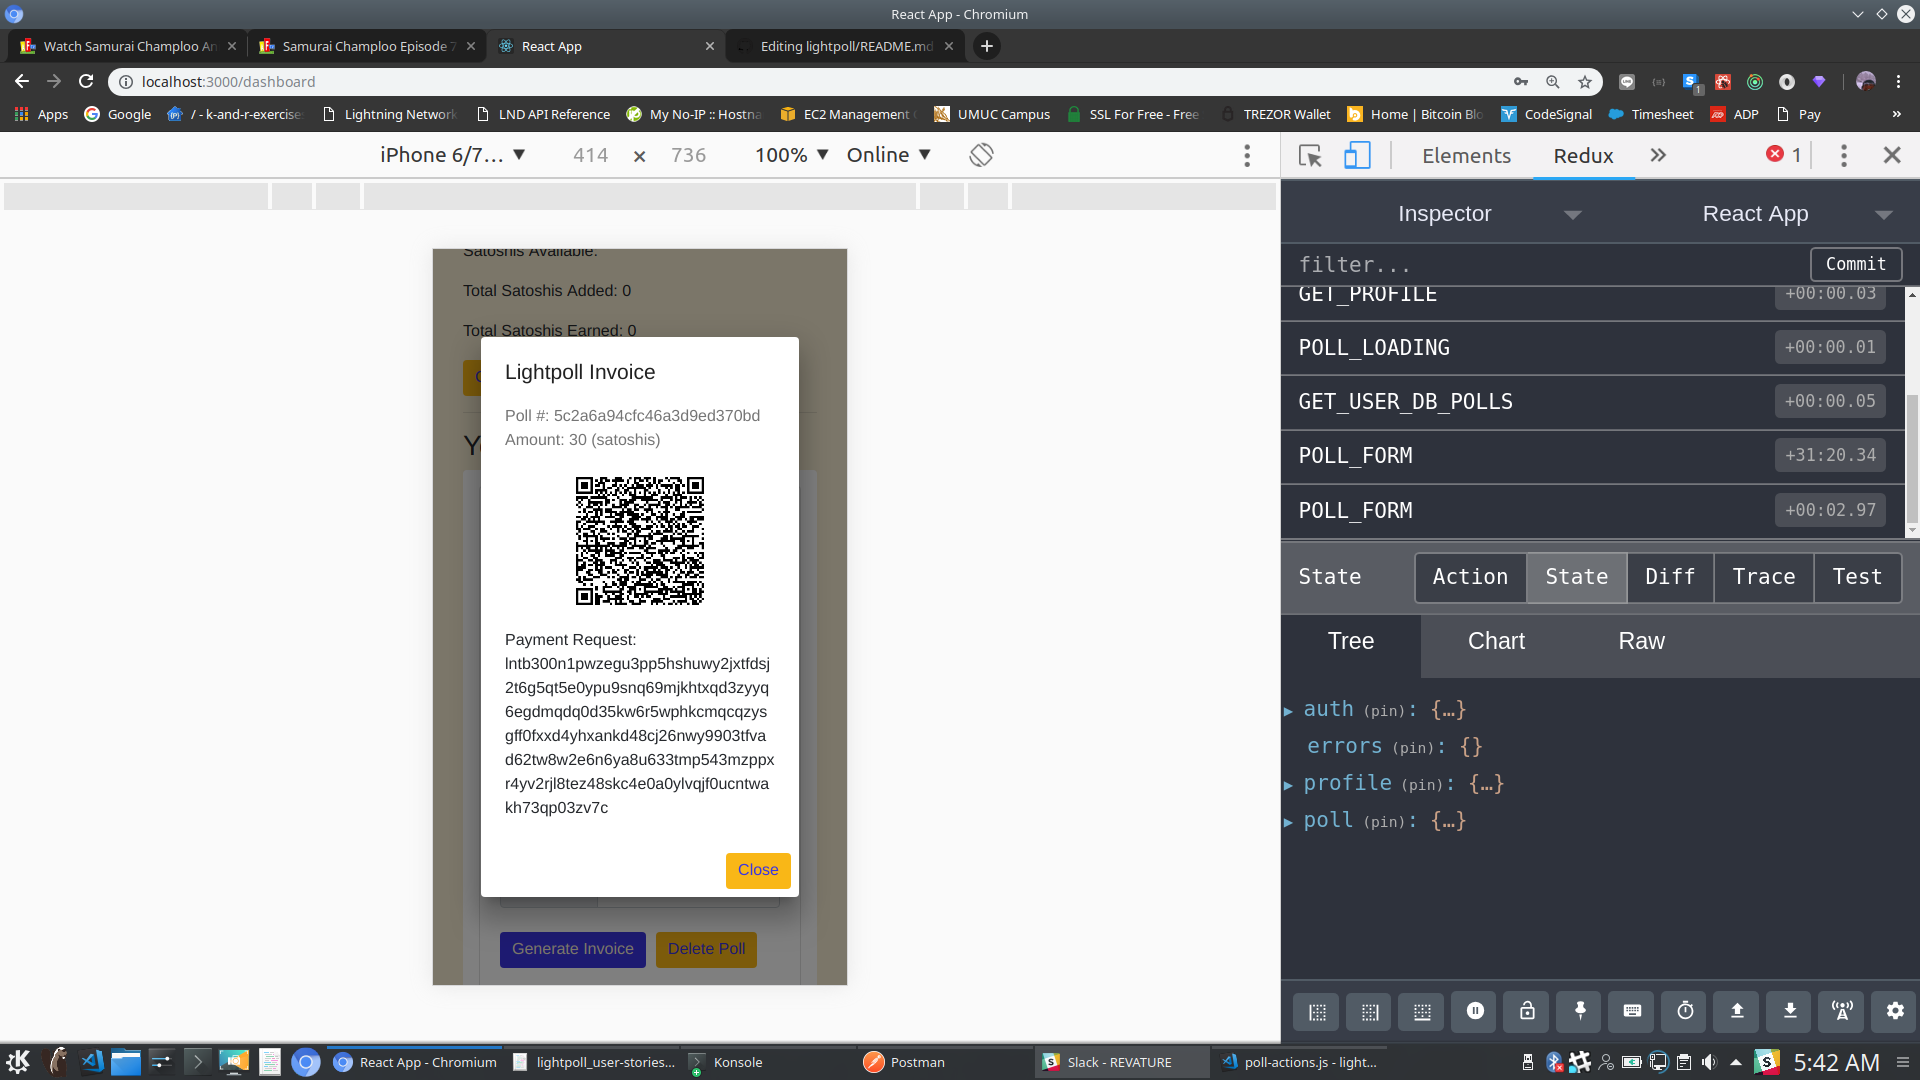 React App - Chromium
Watch Samurai Champloo An
Samurai Champloo Episode 7
React App
Editing lightpoll/README.md
localhost:3000/dashboard
Apps
Google
/ - k-and-r-exercise
Lightning Network
LND API Reference
My No-IP :: Hostna
EC2 Management C
UMUC Campus
SSL For Free - Free
TREZOR Wallet
Home | Bitcoin Blo
CodeSignal
Timesheet
ADP
Pay
»
iPhone 6/7... ▼
414 × 736
100% ▼
Online ▼
Elements
Redux
1
Inspector
React App
filter...
Commit
GET_PROFILE +00:00.03
POLL_LOADING +00:00.01
GET_USER_DB_POLLS +00:00.05
POLL_FORM +31:20.34
POLL_FORM +00:02.97
State
Action
State
Diff
Trace
Test
Tree
Chart
Raw
auth (pin): {…}
errors (pin): {}
profile (pin): {…}
poll (pin): {…}
Satoshis Available:
Total Satoshis Added: 0
Total Satoshis Earned: 0
Lightpoll Invoice
Poll #: 5c2a6a94cfc46a3d9ed370bd
Amount: 30 (satoshis)
Payment Request:
lntb300n1pwzegu3pp5hshuwy2jxtfdsj
2t6g5qt5e0ypu9snq69mjkhtxqd3zyyq
6egdmqdq0d35kw6r5wphkcmqcqzys
gff0fxxd4yhxankd48cj26nwy9903tfva
d62tw8w2e6n6ya8u633tmp543mzppx
r4yv2rjl8tez48skc4e0a0ylvqjf0ucntwa
kh73qp03zv7c
Close
Generate Invoice
Delete Poll
React App - Chromium
lightpoll_user-stories...
Konsole
Postman
Slack - REVATURE
poll-actions.js - light...
5:42 AM